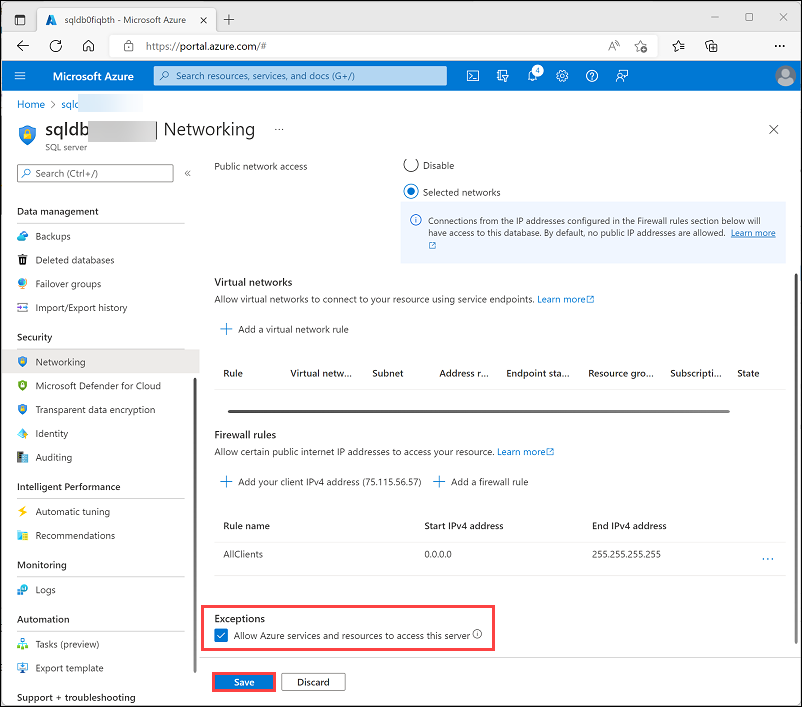 sqldb0fiqbth - Microsoft Azure
https://portal.azure.com/#
Microsoft Azure
Search resources, services, and docs (G+/)
4
Home > sqld
sqldb | Networking ...
SQL server
Search (Ctrl+/) «
Data management
Backups
Deleted databases
Failover groups
Import/Export history
Security
Networking
Microsoft Defender for Cloud
Transparent data encryption
Identity
Auditing
Intelligent Performance
Automatic tuning
Recommendations
Monitoring
Logs
Automation
Tasks (preview)
Export template
Support + troubleshooting
Public network access
Disable
Selected networks
Connections from the IP addresses configured in the Firewall rules section below will
have access to this database. By default, no public IP addresses are allowed. Learn more
Virtual networks
Allow virtual networks to connect to your resource using service endpoints. Learn more
Add a virtual network rule
Rule Virtual netw... Subnet Address r... Endpoint sta... Resource gro... Subscripti... State
Firewall rules
Allow certain public internet IP addresses to access your resource. Learn more
Add your client IPv4 address (75.115.56.57) Add a firewall rule
Rule name Start IPv4 address End IPv4 address
AllClients 0.0.0.0 255.255.255.255 ...
Exceptions
Allow Azure services and resources to access this server
Save Discard